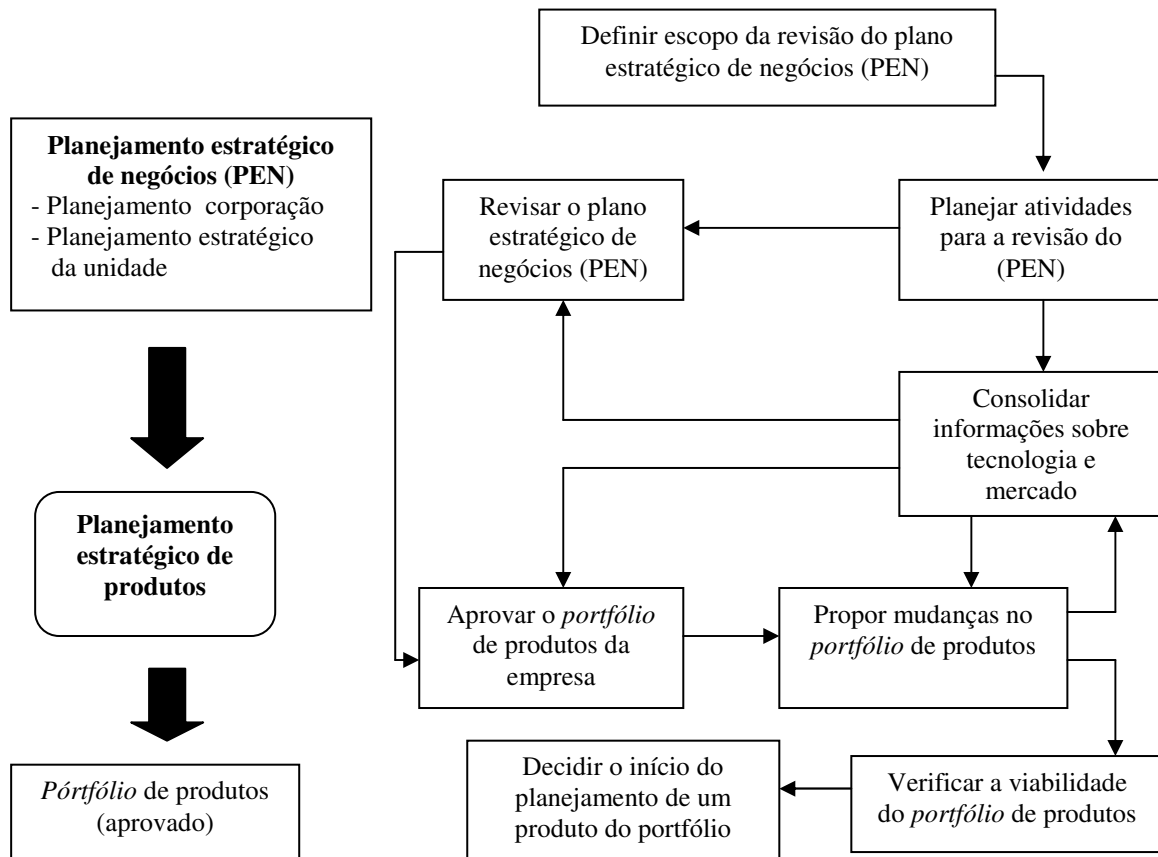 Definir escopo da revisão do plano
estratégico de negócios (PEN)
Planejamento estratégico
de negócios (PEN)
- Planejamento corporação
- Planejamento estratégico
da unidade
Revisar o plano
estratégico de
negócios (PEN)
Planejar atividades
para a revisão do
(PEN)
Consolidar
informações sobre
tecnologia e
mercado
Planejamento
estratégico de
produtos
Aprovar o portfólio
de produtos da
empresa
Propor mudanças no
portfólio de produtos
Pórtfólio de produtos
(aprovado)
Decidir o início do
planejamento de um
produto do portfólio
Verificar a viabilidade
do portfólio de produtos